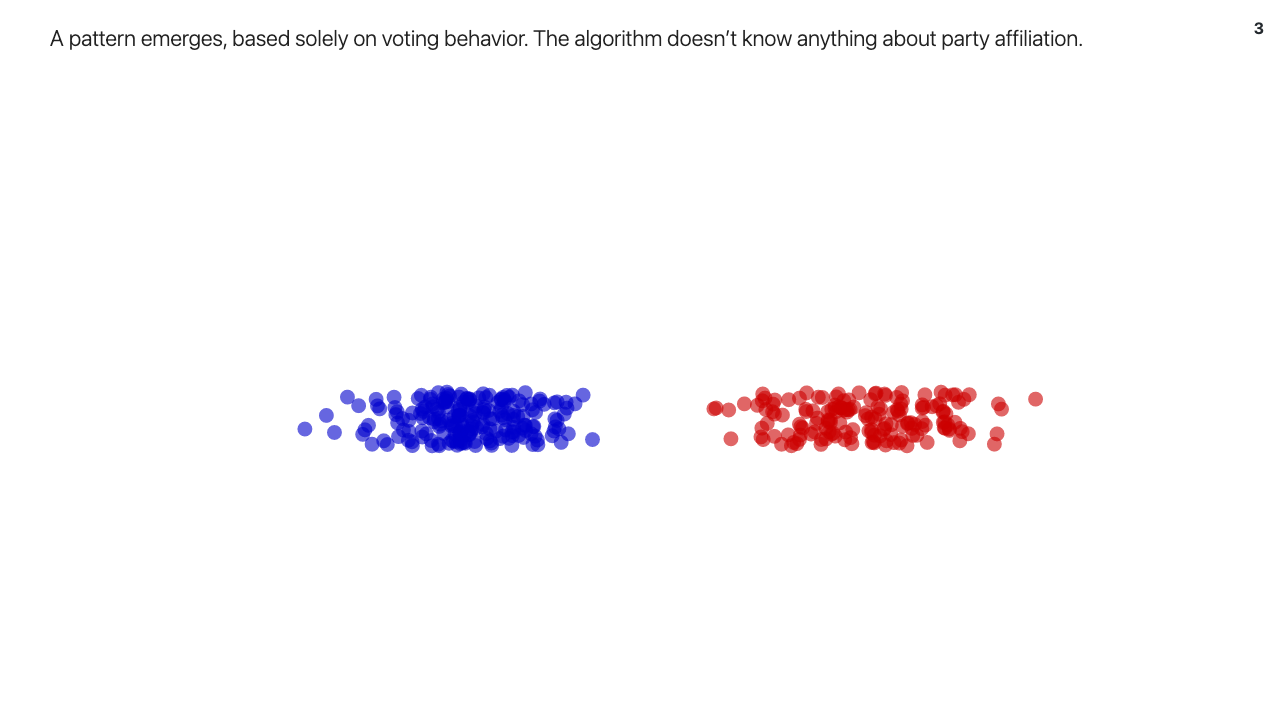 A pattern emerges, based solely on voting behavior. The algorithm doesn’t know anything about party affiliation.
3